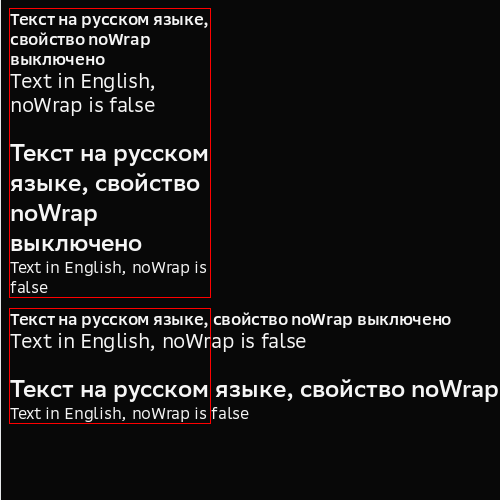 Текст на русском языке,
свойство noWrap
выключено
Text in English,
noWrap is false
Текст на русском
языке, свойство
noWrap
выключено
Text in English, noWrap is
false
Текст на русском языке, свойство noWrap выключено
Text in English, noWrap is false
Текст на русском языке, свойство noWrap
Text in English, noWrap is false